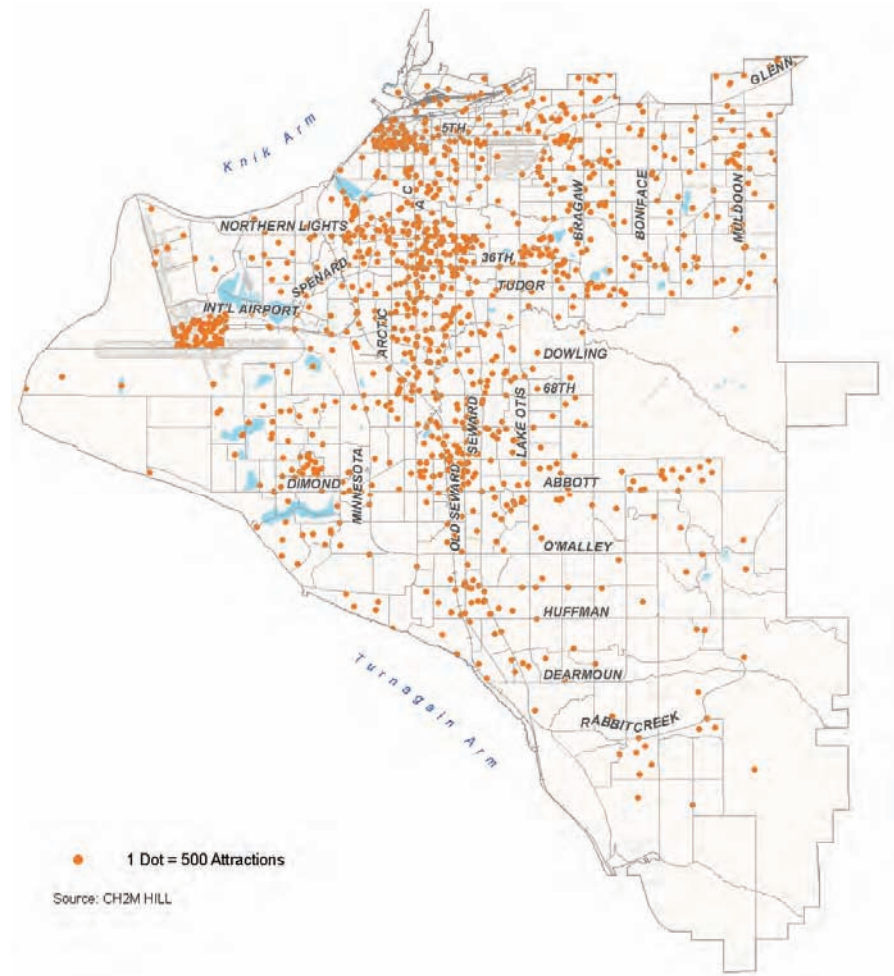 GLENN
5TH
Knik Arm
C
A
BRAGAW
BONIFACE
MULDOON
NORTHERN LIGHTS
36TH
SPENARD
TUDOR
INT'L AIRPORT
ARCTIC
DOWLING
68TH
SEWARD
LAKE OTIS
MINNESOTA
DIMOND
OLD SEWARD
ABBOTT
O'MALLEY
HUFFMAN
Turnagain Arm
DEARMOUN
RABBITCREEK
1 Dot = 500 Attractions
Source: CH2M HILL